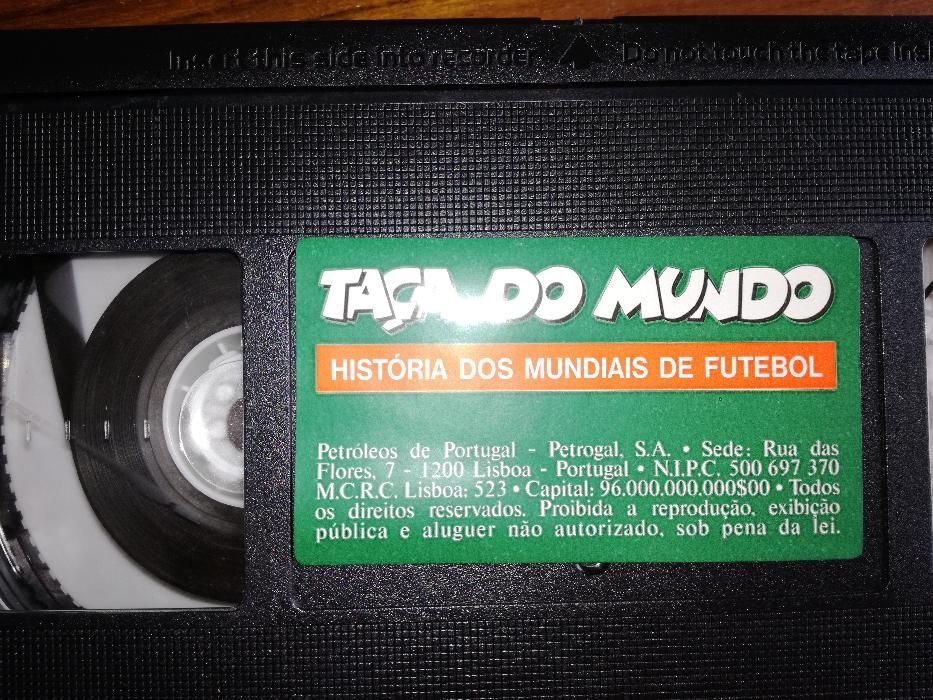 Insert this side into recorder Do not touch the tape insi
TAÇA DO MUNDO
HISTÓRIA DOS MUNDIAIS DE FUTEBOL
Petróleos de Portugal - Petrogal, S.A. • Sede: Rua das
Flores, 7 - 1200 Lisboa - Portugal • N.I.P.C. 500 697 370
M.C.R.C. Lisboa: 523 • Capital: 96.000.000.000$00 • Todos
os direitos reservados. Proibida a reprodução, exibição
pública e aluguer não autorizado, sob pena da lei.